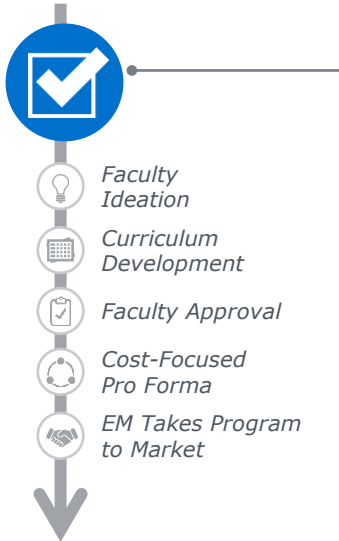 Faculty
Ideation
Curriculum
Development
Faculty Approval
Cost-Focused
Pro Forma
EM Takes Program
to Market